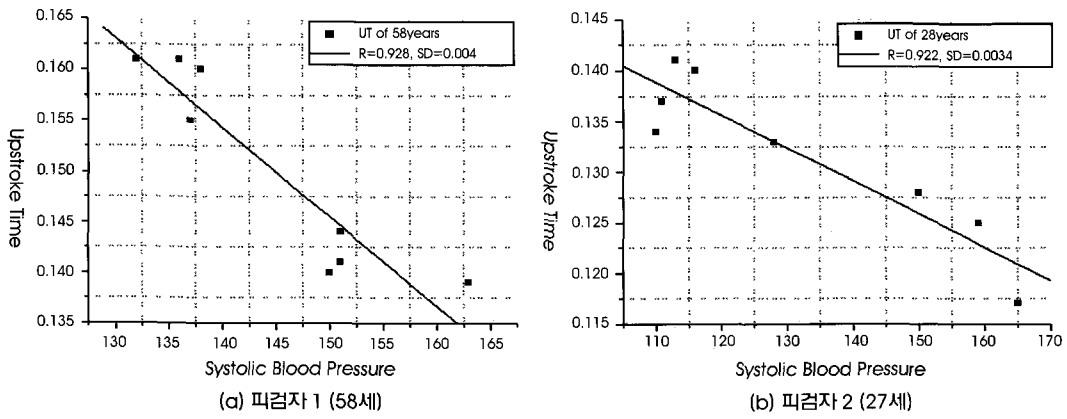 0.165
0.160
0.155
0.150
0.145
0.140
0.135
Upstroke Time
UT of 58years
R=0.928, SD=0.004
130 135 140 145 150 155 160 165
Systolic Blood Pressure
(a) 피검자 1 (58세)
0.145
0.140
0.135
0.130
0.125
0.120
0.115
Upstroke Time
UT of 28years
R=0.922, SD=0.0034
110 120 130 140 150 160 170
Systolic Blood Pressure
(b) 피검자 2 (27세)